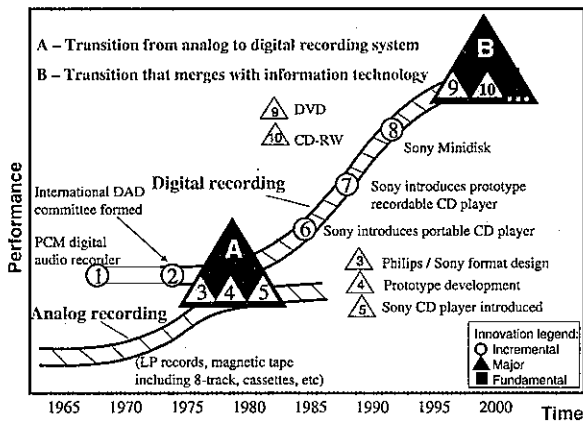 A – Transition from analog to digital recording system
B – Transition that merges with information technology
B
9
10
9 DVD
10 CD-RW
8
Sony Minidisk
Digital recording
7
Sony introduces prototype
recordable CD player
International DAD
committee formed
6
Sony introduces portable CD player
PCM digital
audio recorder
A
1
2
3
4
5
3 Philips / Sony format design
4 Prototype development
5 Sony CD player introduced
Analog recording
(LP records, magnetic tape
including 8-track, cassettes, etc)
Innovation legend:
Incremental
Major
Fundamental
Performance
1965 1970 1975 1980 1985 1990 1995 2000 Time